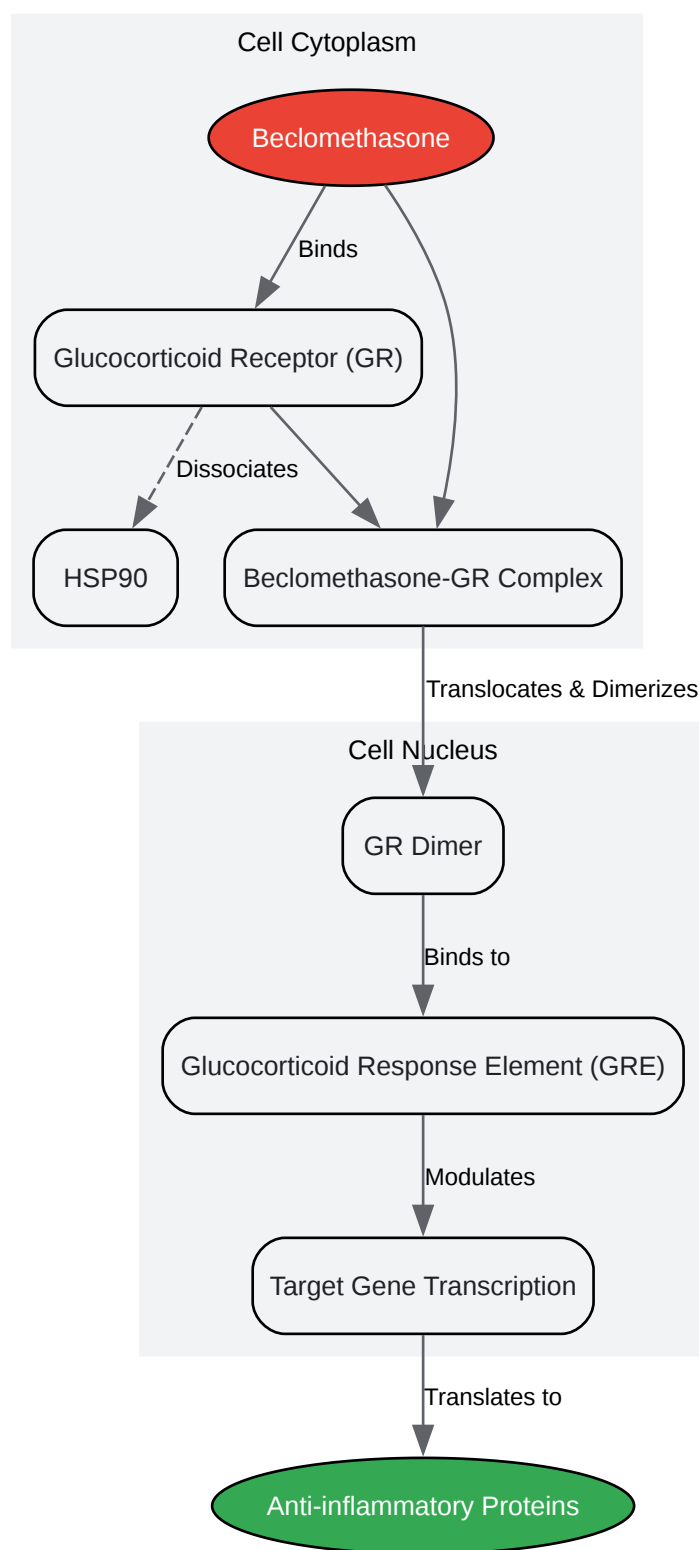 Cell Cytoplasm
Beclomethasone
Binds
Glucocorticoid Receptor (GR)
Dissociates
HSP90
Beclomethasone-GR Complex
Translocates & Dimerizes
Cell Nucleus
GR Dimer
Binds to
Glucocorticoid Response Element (GRE)
Modulates
Target Gene Transcription
Translates to
Anti-inflammatory Proteins